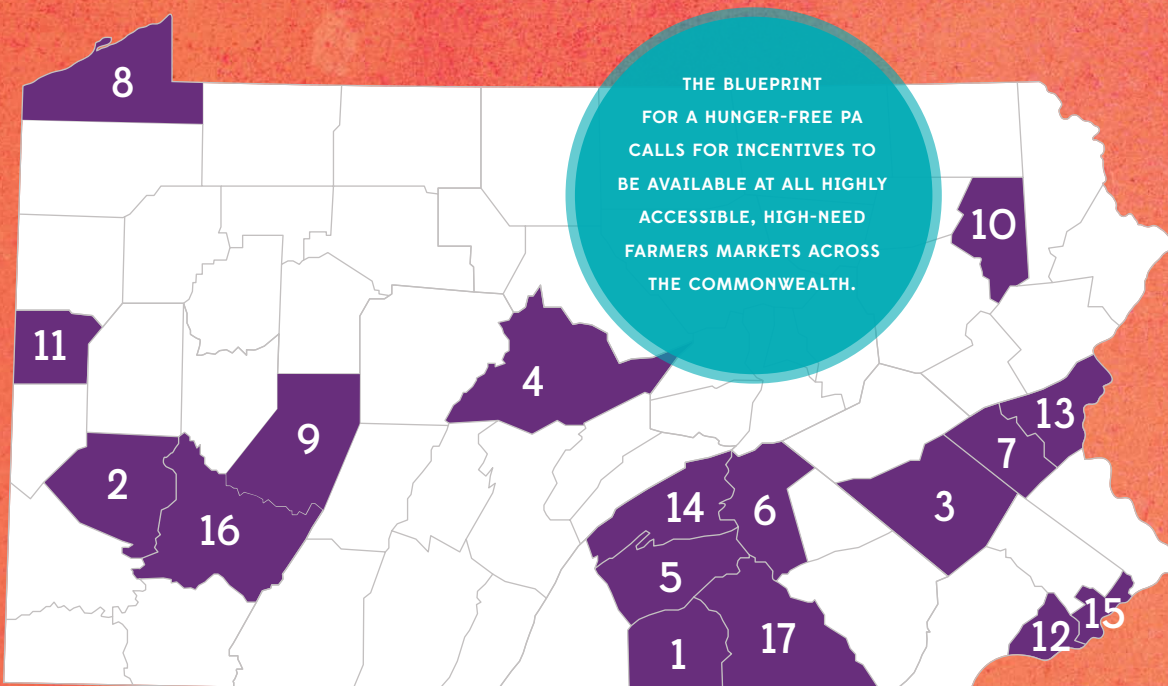 8
THE BLUEPRINT
FOR A HUNGER-FREE PA
CALLS FOR INCENTIVES TO
BE AVAILABLE AT ALL HIGHLY
ACCESSIBLE, HIGH-NEED
FARMERS MARKETS ACROSS
THE COMMONWEALTH.
10
11
4
13
9
7
2
14
6
3
16
5
15
12
17
1